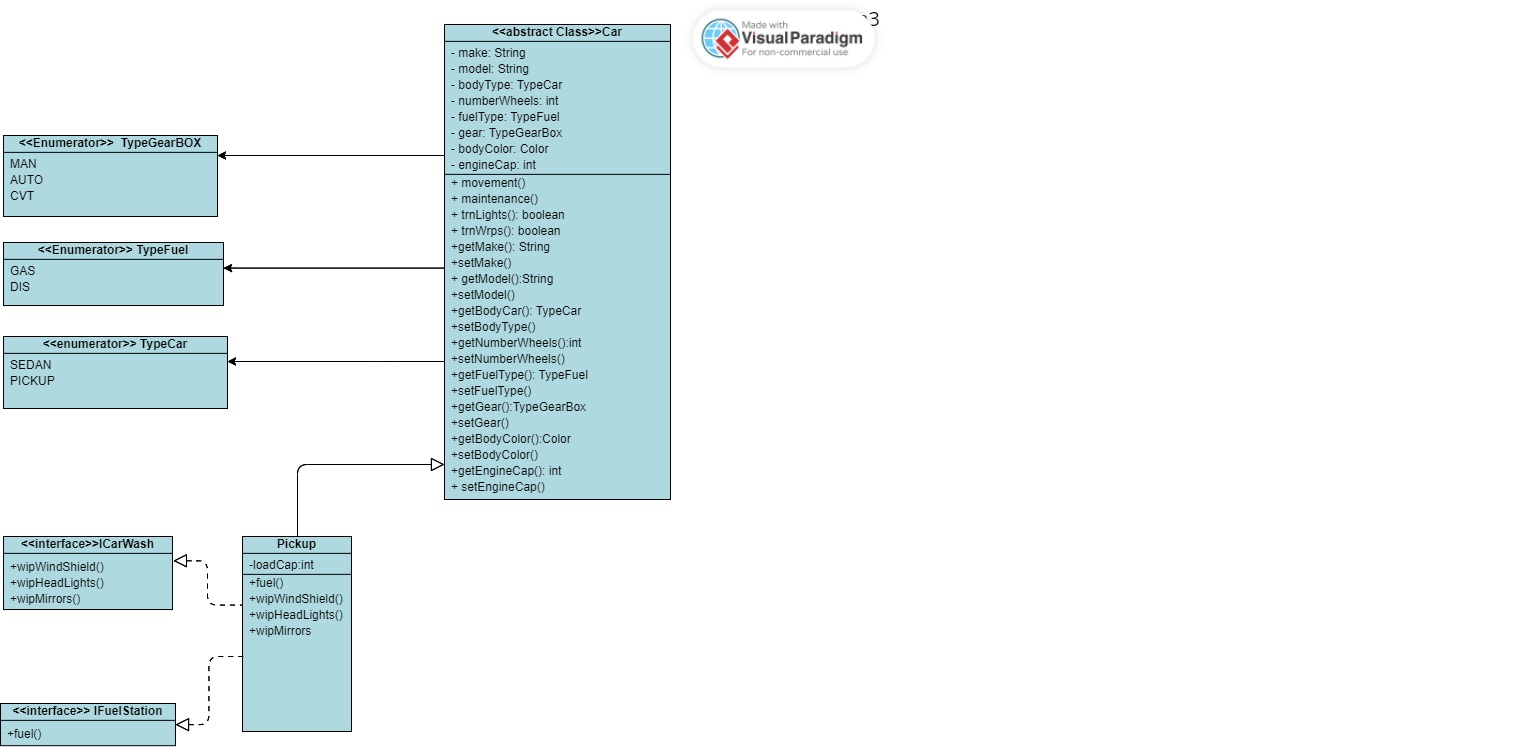 <<abstract Class>>Car
- make: String
- model: String
- bodyType: TypeCar
- numberWheels: int
- fuelType: TypeFuel
- gear: TypeGearBox
- bodyColor: Color
- engineCap: int
+ movement()
+ maintenance()
+ trnLights(): boolean
+ trnWrps(): boolean
+getMake(): String
+setMake()
+ getModel():String
+setModel()
+getBodyCar(): TypeCar
+setBodyType()
+getNumberWheels():int
+setNumberWheels()
+getFuelType(): TypeFuel
+setFuelType()
+getGear():TypeGearBox
+setGear()
+getBodyColor():Color
+setBodyColor()
+getEngineCap(): int
+ setEngineCap()
Made with
VisualParadigm
For non-commercial use
3
<<Enumerator>> TypeGearBOX
MAN
AUTO
CVT
<<Enumerator>> TypeFuel
GAS
DIS
<<enumerator>> TypeCar
SEDAN
PICKUP
<<interface>>ICarWash
+wipWindShield()
+wipHeadLights()
+wipMirrors()
Pickup
-loadCap:int
+fuel()
+wipWindShield()
+wipHeadLights()
+wipMirrors
<<interface>> IFuelStation
+fuel()